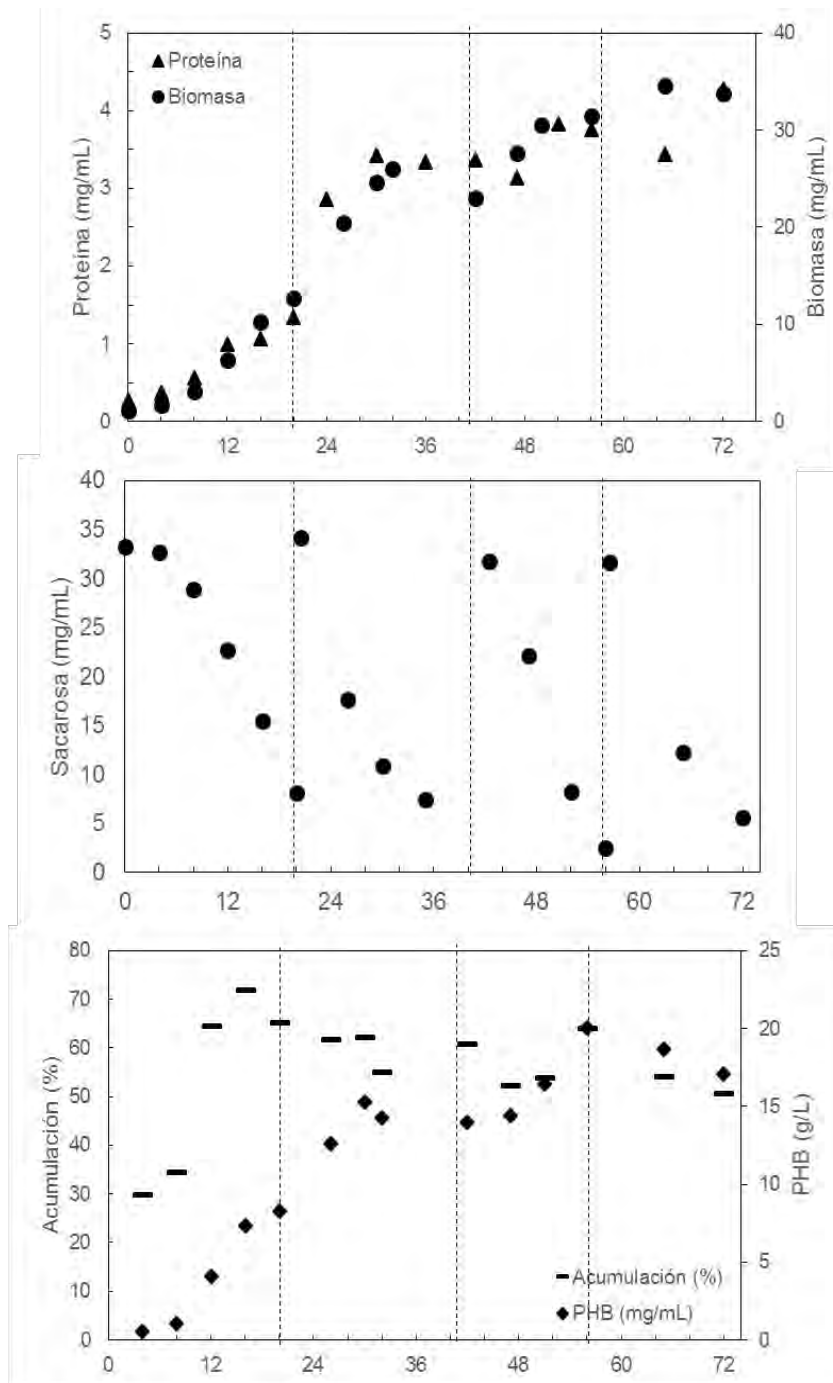 5
4
3
2
1
0
Proteína (mg/mL)
Proteína
Biomasa
40
30
20
10
0
Biomasa (mg/mL)
0 12 24 36 48 60 72
40
35
30
25
20
15
10
5
0
Sacarosa (mg/mL)
0 12 24 36 48 60 72
80
70
60
50
40
30
20
10
0
Acumulación (%)
25
20
15
10
5
0
PHB (g/L)
Acumulación (%)
PHB (mg/mL)
0 12 24 36 48 60 72